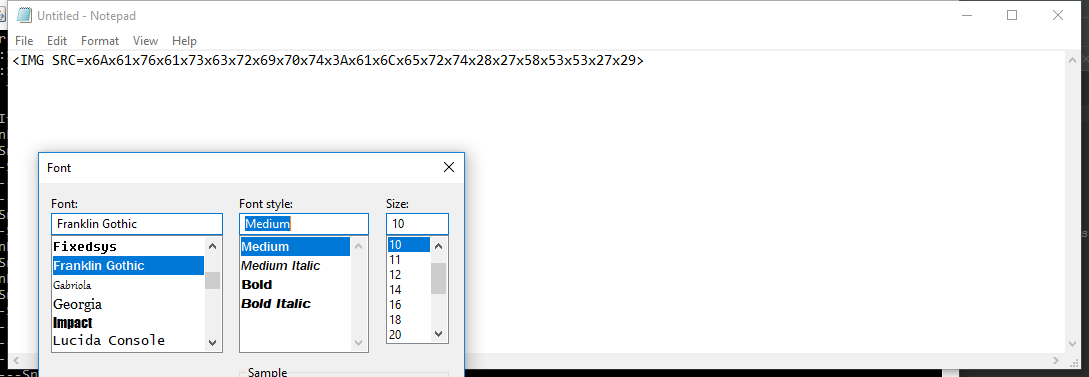 Untitled - Notepad
File Edit Format View Help
<IMG SRC=x6Ax61x76x61x73x63x72x69x70x74x3Ax61x6Cx65x72x74x28x27x58x53x53x27x29>
Font
Font: Font style: Size:
Franklin Gothic Medium 10
Fixedsys Medium 10
Franklin Gothic Medium Italic 11
Gabriola Bold 12
Georgia Bold Italic 14
Impact 16
Lucida Console 18
20
Sample